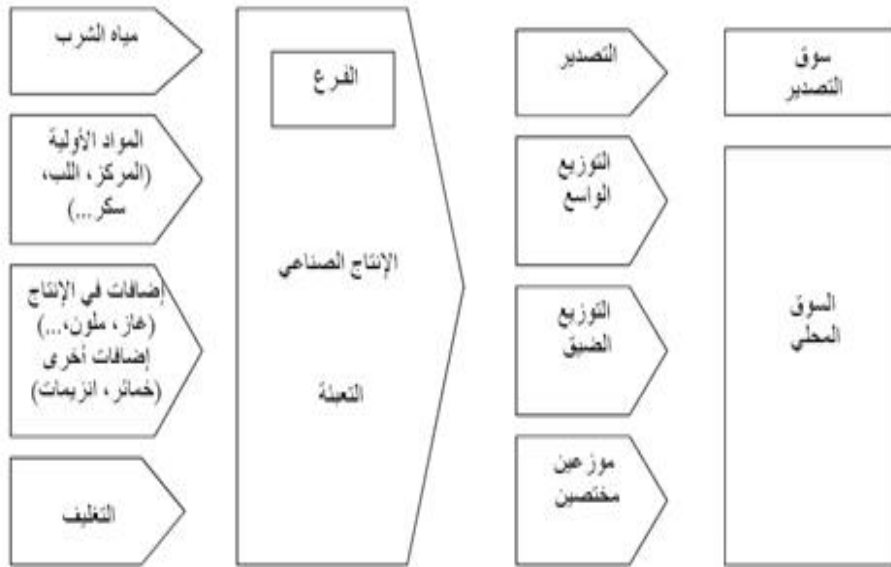 مياه الشرب
المواد الأولية
(المركز، اللب،
سكر...)
إضافات في الإنتاج
(غاز، ملون،...)
إضافات أخرى
(خمائر، انزيمات)
التغليف
الفرع
الإنتاج الصناعي
التعبئة
التصدير
التوزيع
الواسع
التوزيع
الضيق
موزعين
مختصين
سوق
التصدير
السوق
المحلي